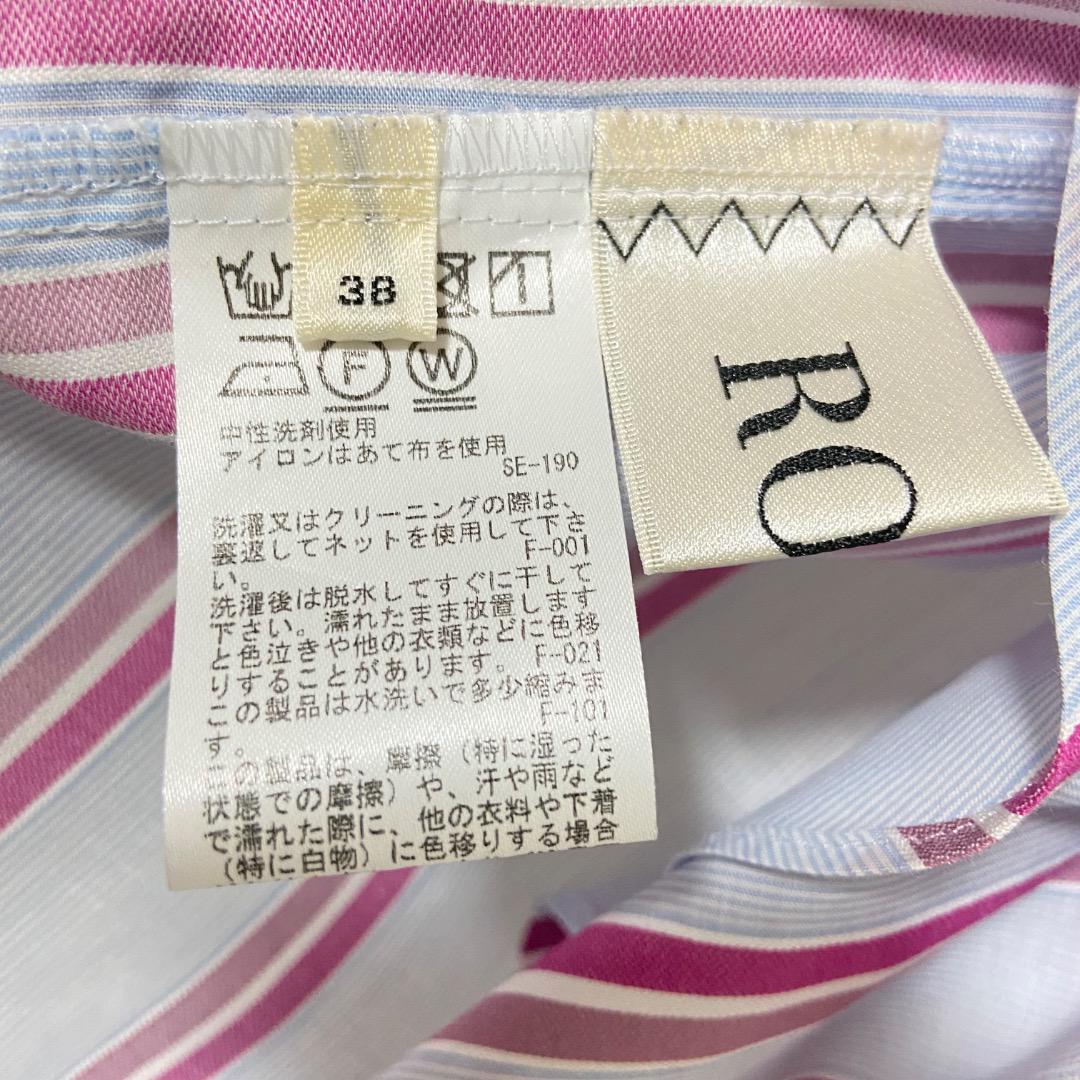 38
F
W
中性洗剤使用
アイロンはあて布を使用
SE-190
洗濯又はクリーニングの際は、
裏返してネットを使用して下さ
い。
F-001
洗濯後は脱水してすぐに干して
下さい。濡れたまま放置します
と色泣きや他の衣類などに色移
りすることがあります。
F-021
この製品は水洗いで多少縮みま
す。
F-101
この製品は、摩擦（特に湿った
状態での摩擦）や、汗や雨など
で濡れた際に、他の衣料や下着
（特に白物）に色移りする場合
RO